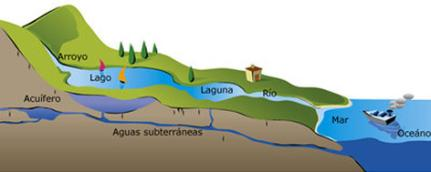 Arroyo
Lago
Laguna
Río
Acuífero
Aguas subterráneas
Mar
Océano